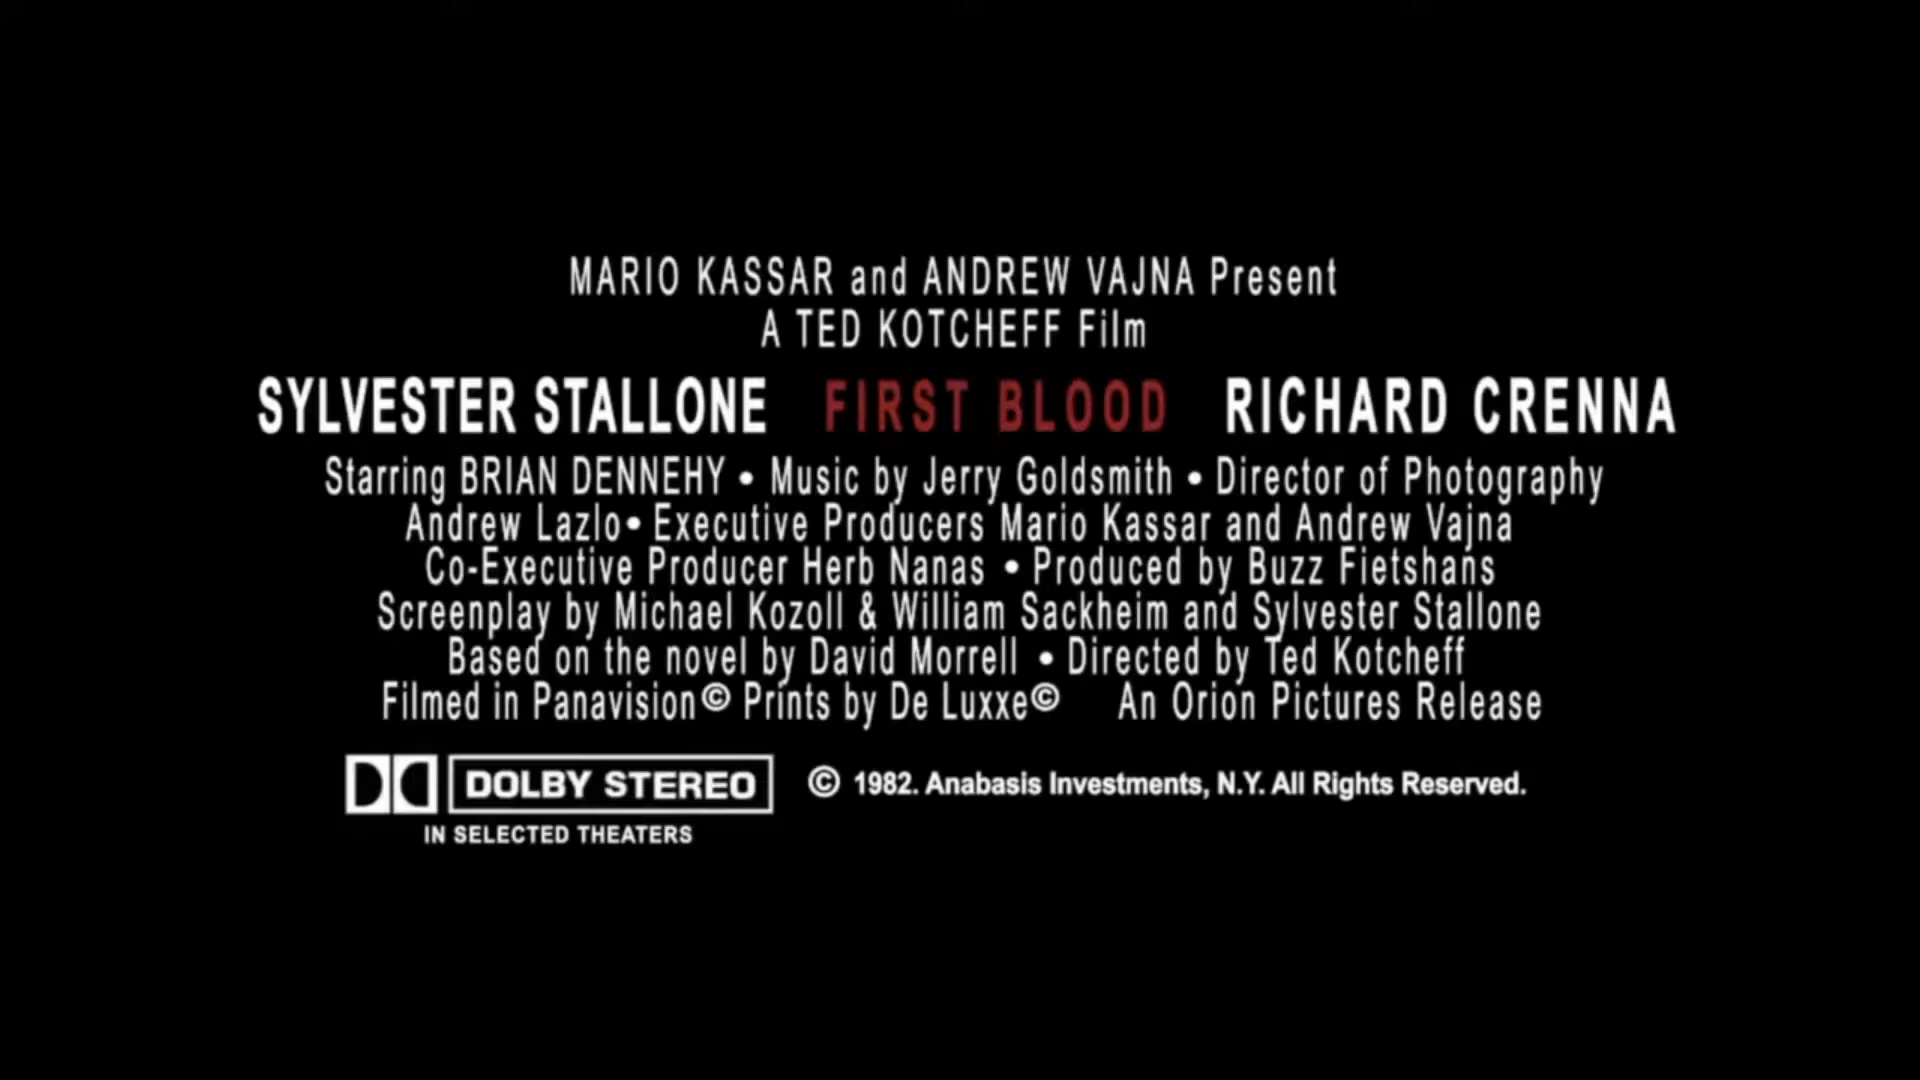 MARIO KASSAR and ANDREW VAJNA Present
A TED KOTCHEFF Film
SYLVESTER STALLONE FIRST BLOOD RICHARD CRENNA
Starring BRIAN DENNEHY • Music by Jerry Goldsmith • Director of Photography
Andrew Lazlo • Executive Producers Mario Kassar and Andrew Vajna
Co-Executive Producer Herb Nanas • Produced by Buzz Fietshans
Screenplay by Michael Kozoll & William Sackheim and Sylvester Stallone
Based on the novel by David Morrell • Directed by Ted Kotcheff
Filmed in Panavision© Prints by De Luxxe© An Orion Pictures Release
DOLBY STEREO
IN SELECTED THEATERS
© 1982. Anabasis Investments, N.Y. All Rights Reserved.